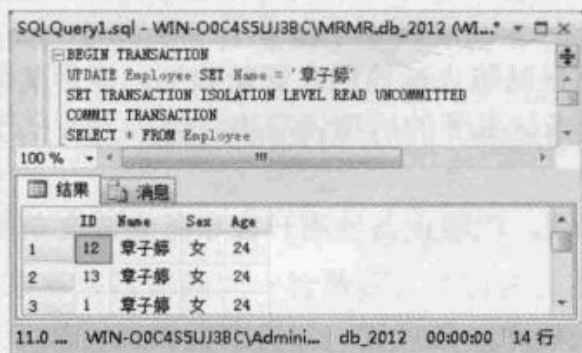 SQLQuery1.sql - WIN-O0C4S5UJ3BC\MRMR.db_2012 (WI...*
BEGIN TRANSACTION
UPDATE Employee SET Name = '章子婷'
SET TRANSACTION ISOLATION LEVEL READ UNCOMMITTED
COMMIT TRANSACTION
SELECT * FROM Employee
100 %
结果 消息
ID Name Sex Age
1 12 章子婷 女 24
2 13 章子婷 女 24
3 1 章子婷 女 24
11.0 ... WIN-O0C4S5UJ3BC\Admini... db_2012 00:00:00 14 行